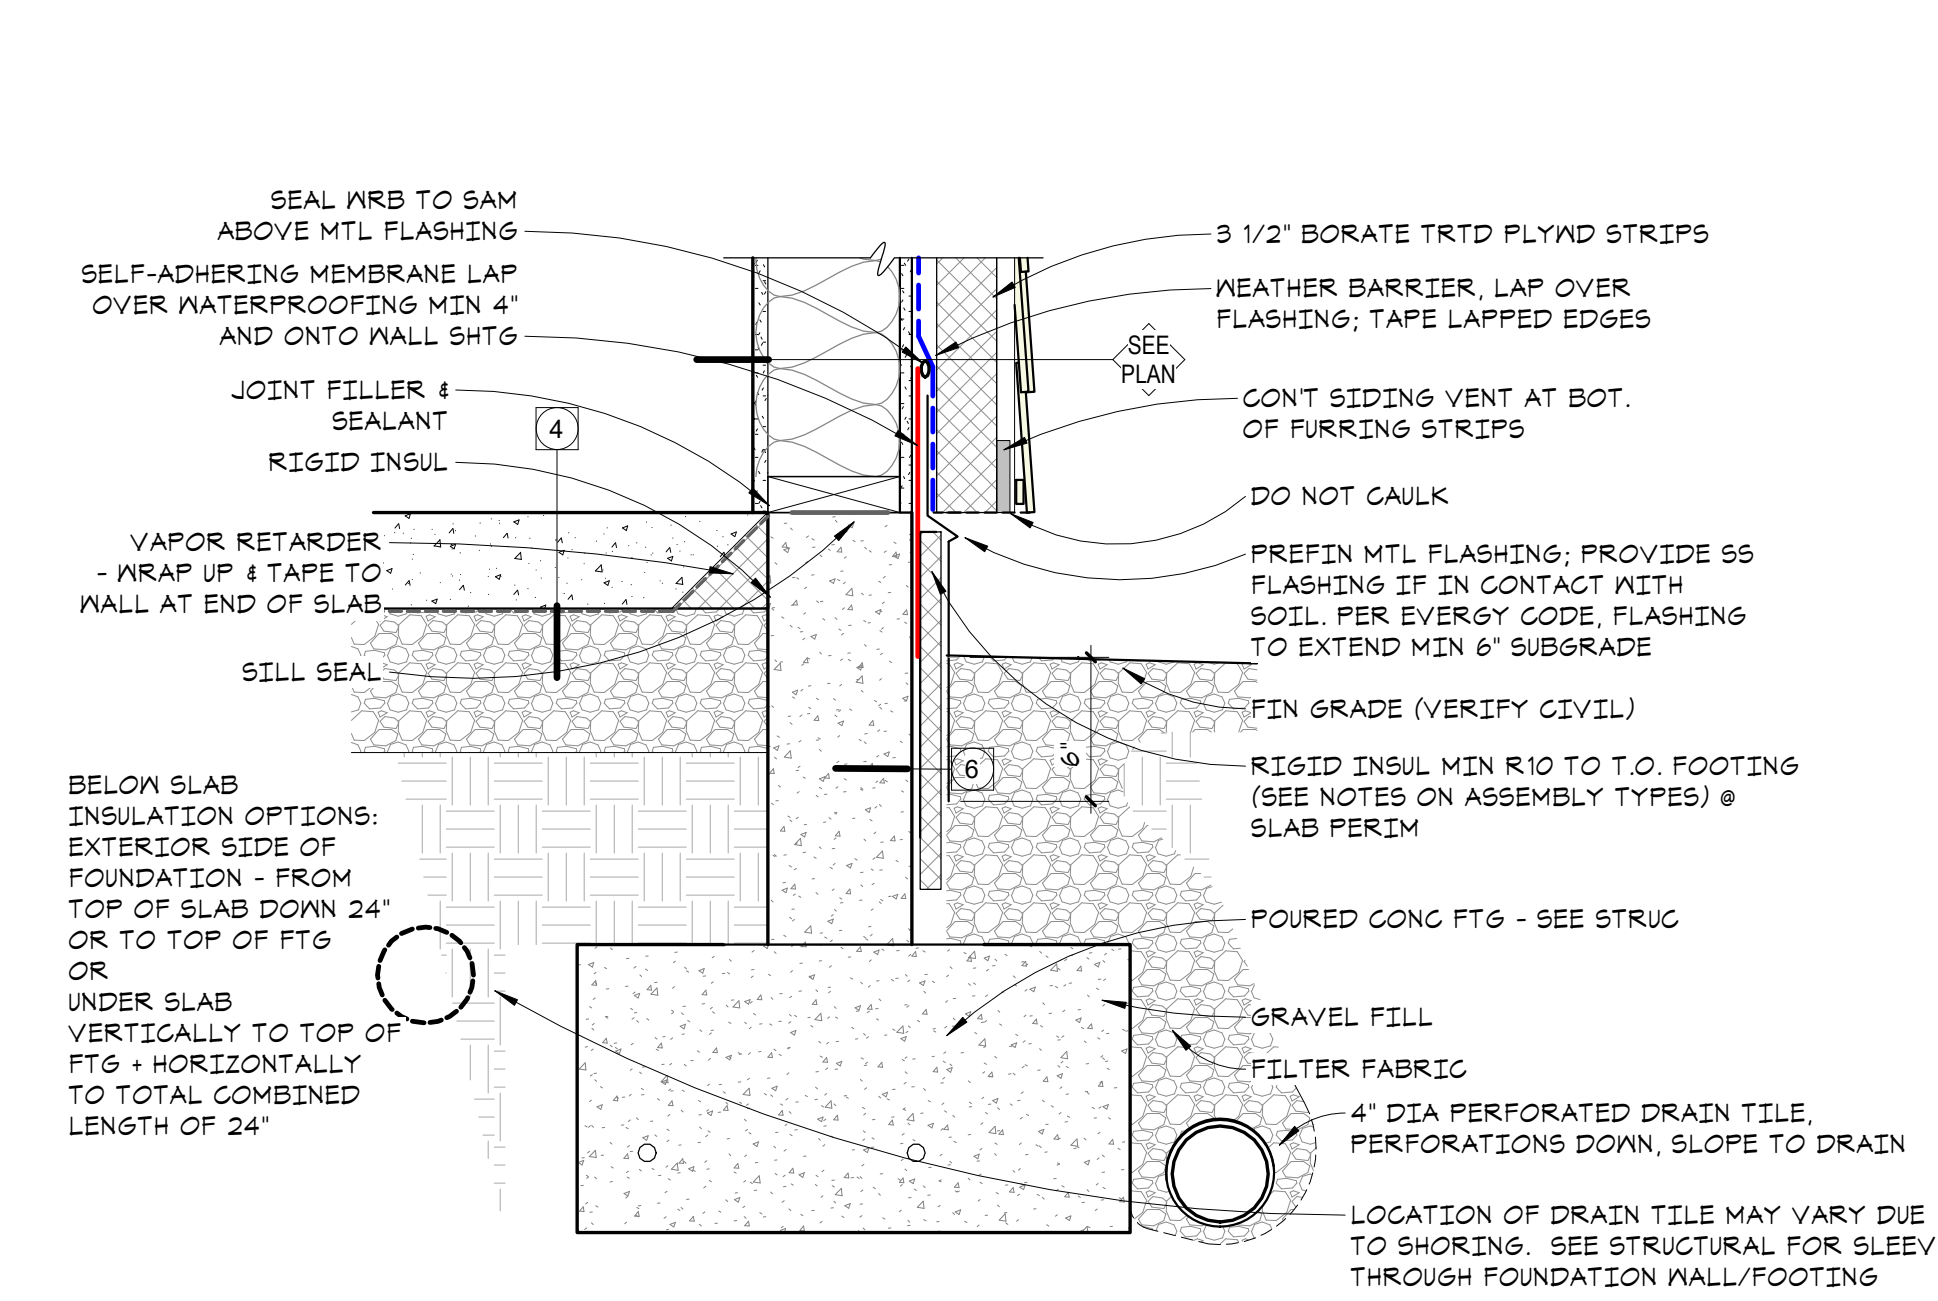 SEAL WRB TO SAM
ABOVE MTL FLASHING
SELF-ADHERING MEMBRANE LAP
OVER WATERPROOFING MIN 4"
AND ONTO WALL SHTG
JOINT FILLER &
SEALANT
4
RIGID INSUL
VAPOR RETARDER
- WRAP UP & TAPE TO
WALL AT END OF SLAB
SILL SEAL
BELOW SLAB
INSULATION OPTIONS:
EXTERIOR SIDE OF
FOUNDATION - FROM
TOP OF SLAB DOWN 24"
OR TO TOP OF FTG
OR
UNDER SLAB
VERTICALLY TO TOP OF
FTG + HORIZONTALLY
TO TOTAL COMBINED
LENGTH OF 24"
3 1/2" BORATE TRTD PLYWD STRIPS
WEATHER BARRIER, LAP OVER
FLASHING; TAPE LAPPED EDGES
SEE
PLAN
CON'T SIDING VENT AT BOT.
OF FURRING STRIPS
DO NOT CAULK
PREFIN MTL FLASHING; PROVIDE SS
FLASHING IF IN CONTACT WITH
SOIL. PER EVERGY CODE, FLASHING
TO EXTEND MIN 6" SUBGRADE
FIN GRADE (VERIFY CIVIL)
6"
6
RIGID INSUL MIN R10 TO T.O. FOOTING
(SEE NOTES ON ASSEMBLY TYPES) @
SLAB PERIM
POURED CONC FTG - SEE STRUC
GRAVEL FILL
FILTER FABRIC
4" DIA PERFORATED DRAIN TILE,
PERFORATIONS DOWN, SLOPE TO DRAIN
LOCATION OF DRAIN TILE MAY VARY DUE
TO SHORING. SEE STRUCTURAL FOR SLEEV
THROUGH FOUNDATION WALL/FOOTING